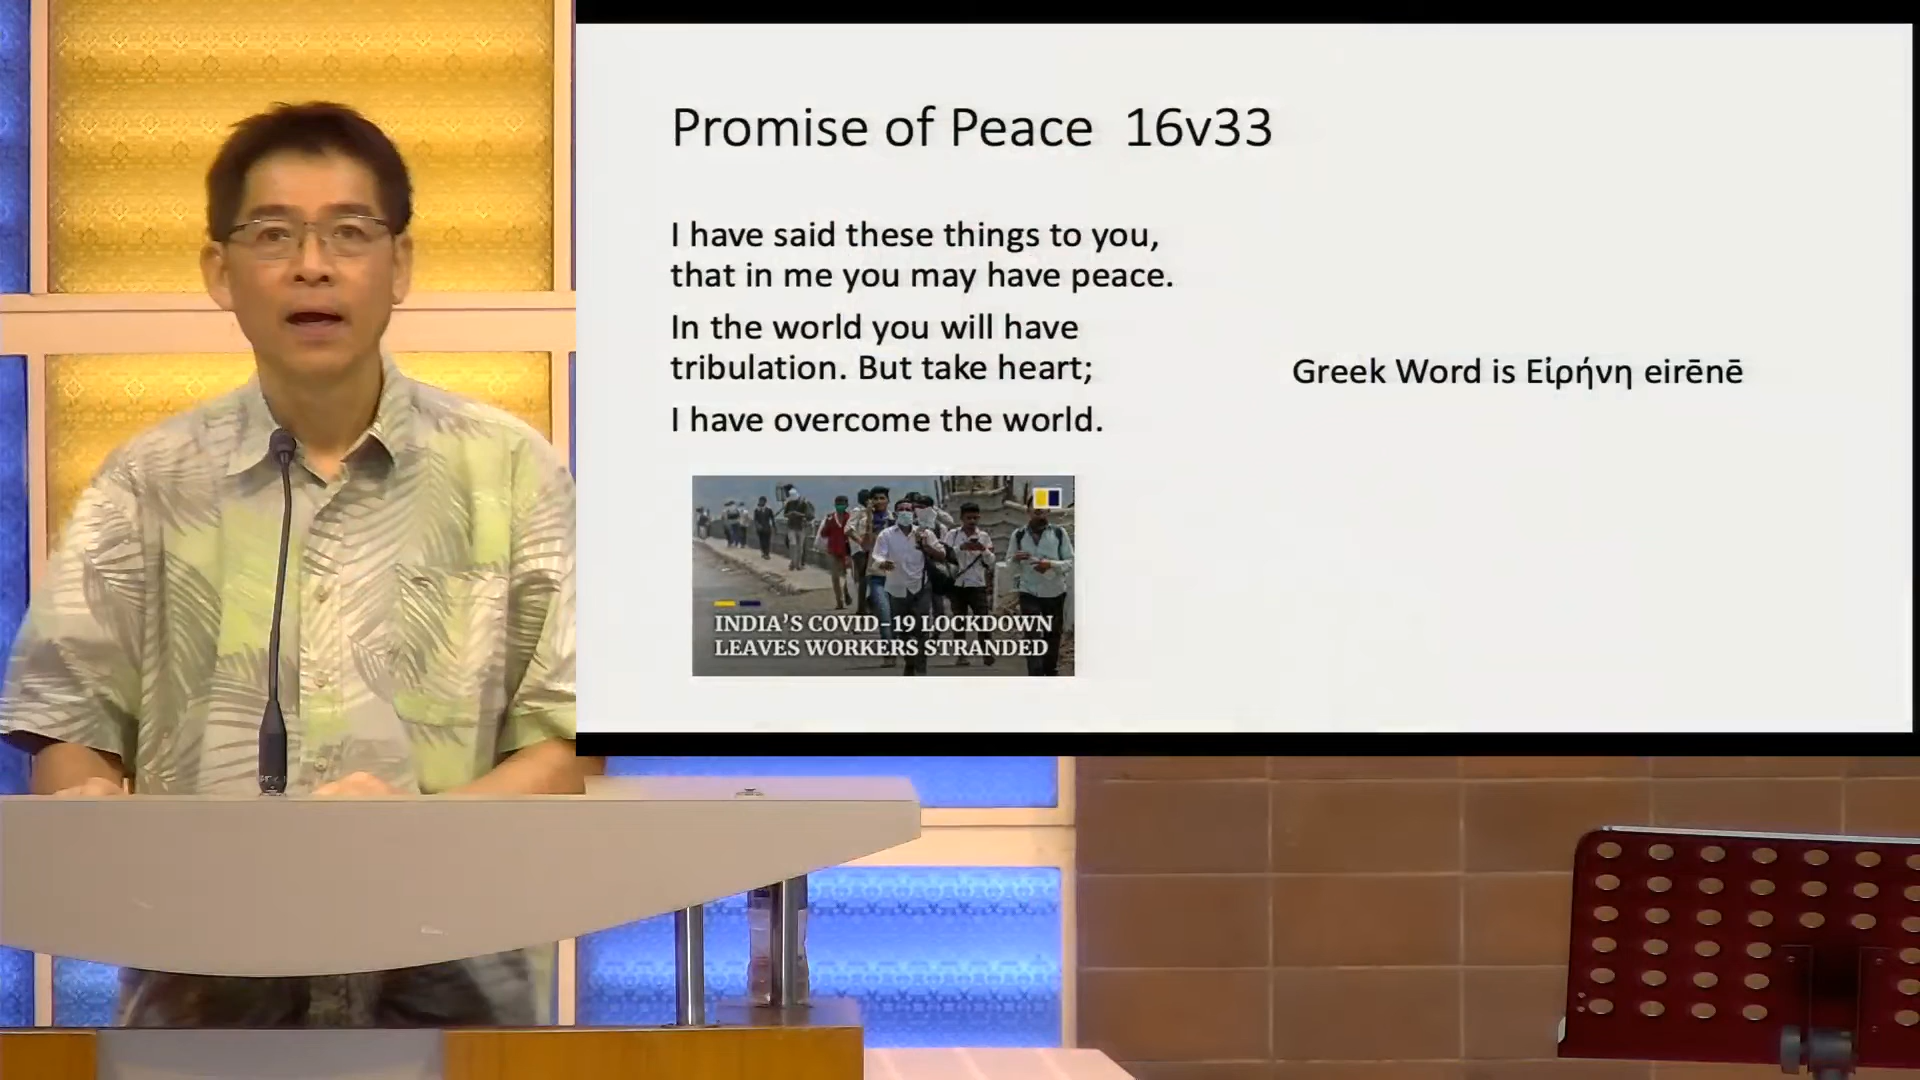 Promise of Peace 16v33
I have said these things to you,
that in me you may have peace.
In the world you will have
tribulation. But take heart;
I have overcome the world.
Greek Word is Εἰρήνη eirēnē
INDIA'S COVID-19 LOCKDOWN
LEAVES WORKERS STRANDED